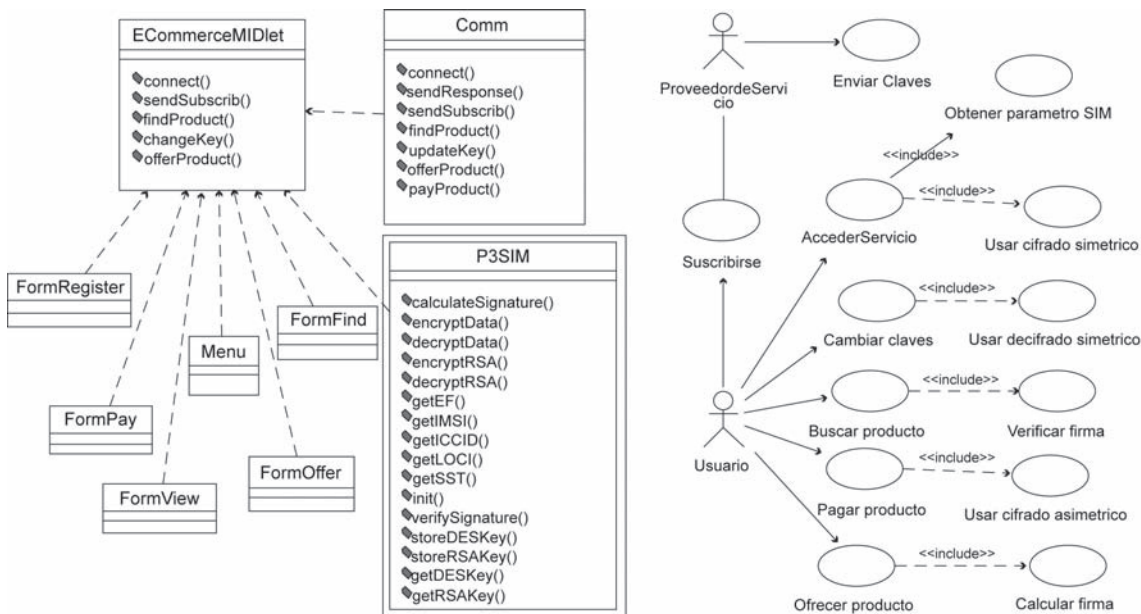 ECommerceMIDlet
connect()
sendSubscrib()
findProduct()
changeKey()
offerProduct()
Comm
connect()
sendResponse()
sendSubscrib()
findProduct()
updateKey()
offerProduct()
payProduct()
P3SIM
calculateSignature()
encryptData()
decryptData()
encryptRSA()
decryptRSA()
getEF()
getIMSI()
getICCID()
getLOCI()
getSST()
init()
verifySignature()
storeDESKey()
storeRSAKey()
getDESKey()
getRSAKey()
FormRegister
FormFind
Menu
FormPay
FormOffer
FormView
ProveedordeServi
cio
Enviar Claves
Obtener parametro SIM
<<include>>
<<include>>
AccederServicio
Usar cifrado simetrico
Suscribirse
<<include>>
Cambiar claves
Usar decifrado simetrico
<<include>>
Buscar producto
Verificar firma
Usuario
<<include>>
Pagar producto
Usar cifrado asimetrico
<<include>>
Ofrecer producto
Calcular firma